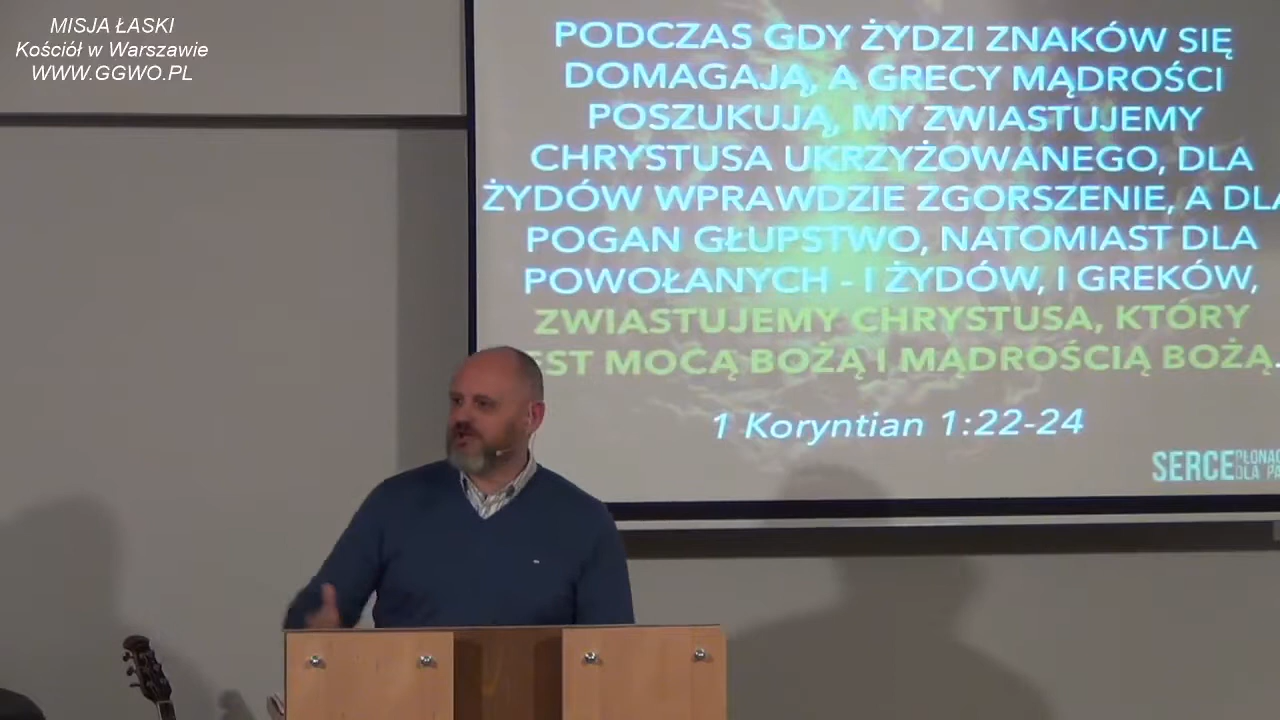 MISJA ŁASKI
Kościół w Warszawie
WWW.GGWO.PL
PODCZAS GDY ŻYDZI ZNAKÓW SIĘ
DOMAGAJĄ, A GRECY MĄDROŚCI
POSZUKUJĄ, MY ZWIASTUJEMY
CHRYSTUSA UKRZYŻOWANEGO, DLA
ŻYDÓW WPRAWDZIE ZGORSZENIE, A DLA
POGAN GŁUPSTWO, NATOMIAST DLA
POWOŁANYCH - I ŻYDÓW, I GREKÓW,
ZWIASTUJEMY CHRYSTUSA, KTÓRY
EST MOCĄ BOŻĄ I MĄDROŚCIĄ BOŻĄ.
1 Koryntian 1:22-24
SERCE
DLA